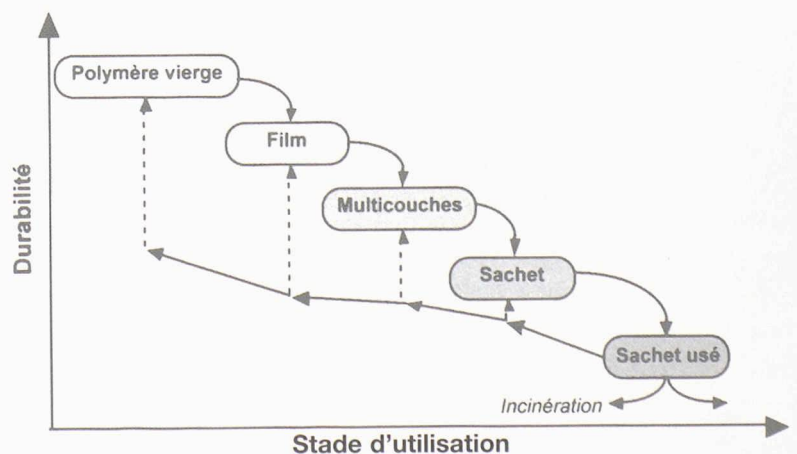 Polymère vierge
Film
Multicouches
Sachet
Sachet usé
Incinération
Durabilité
Stade d'utilisation